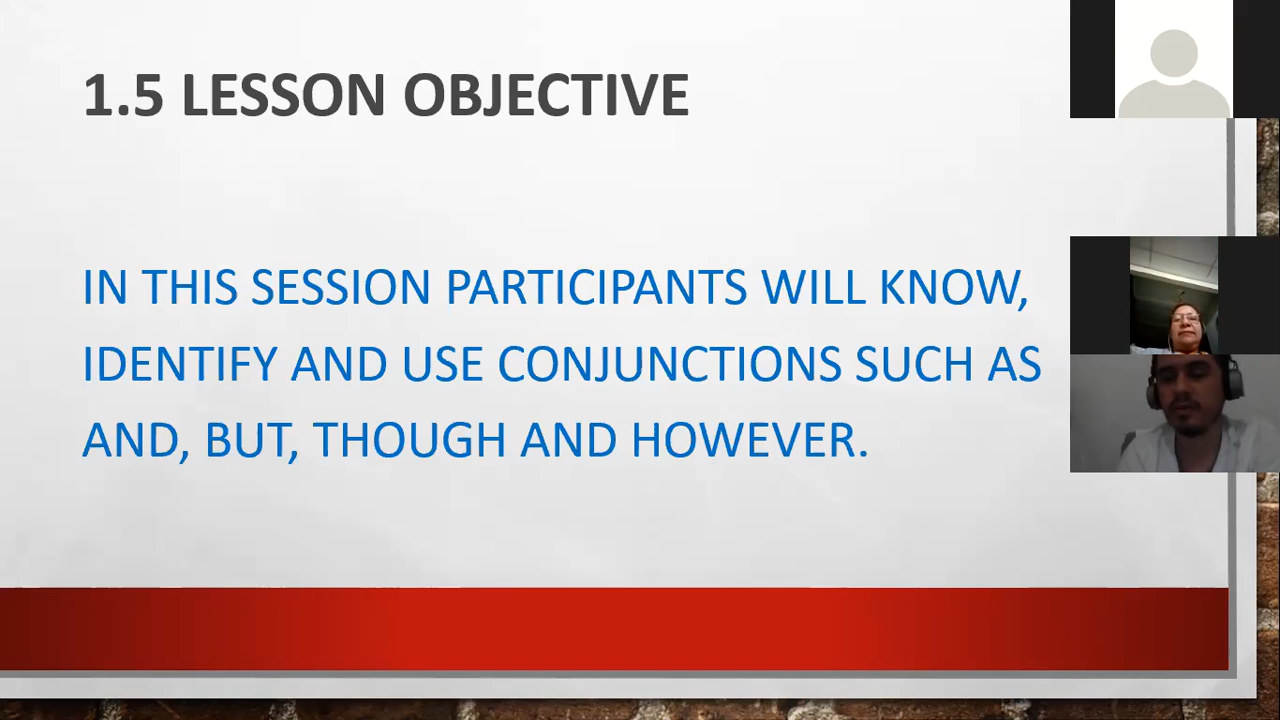 1.5 LESSON OBJECTIVE
IN THIS SESSION PARTICIPANTS WILL KNOW,
IDENTIFY AND USE CONJUNCTIONS SUCH AS
AND, BUT, THOUGH AND HOWEVER.